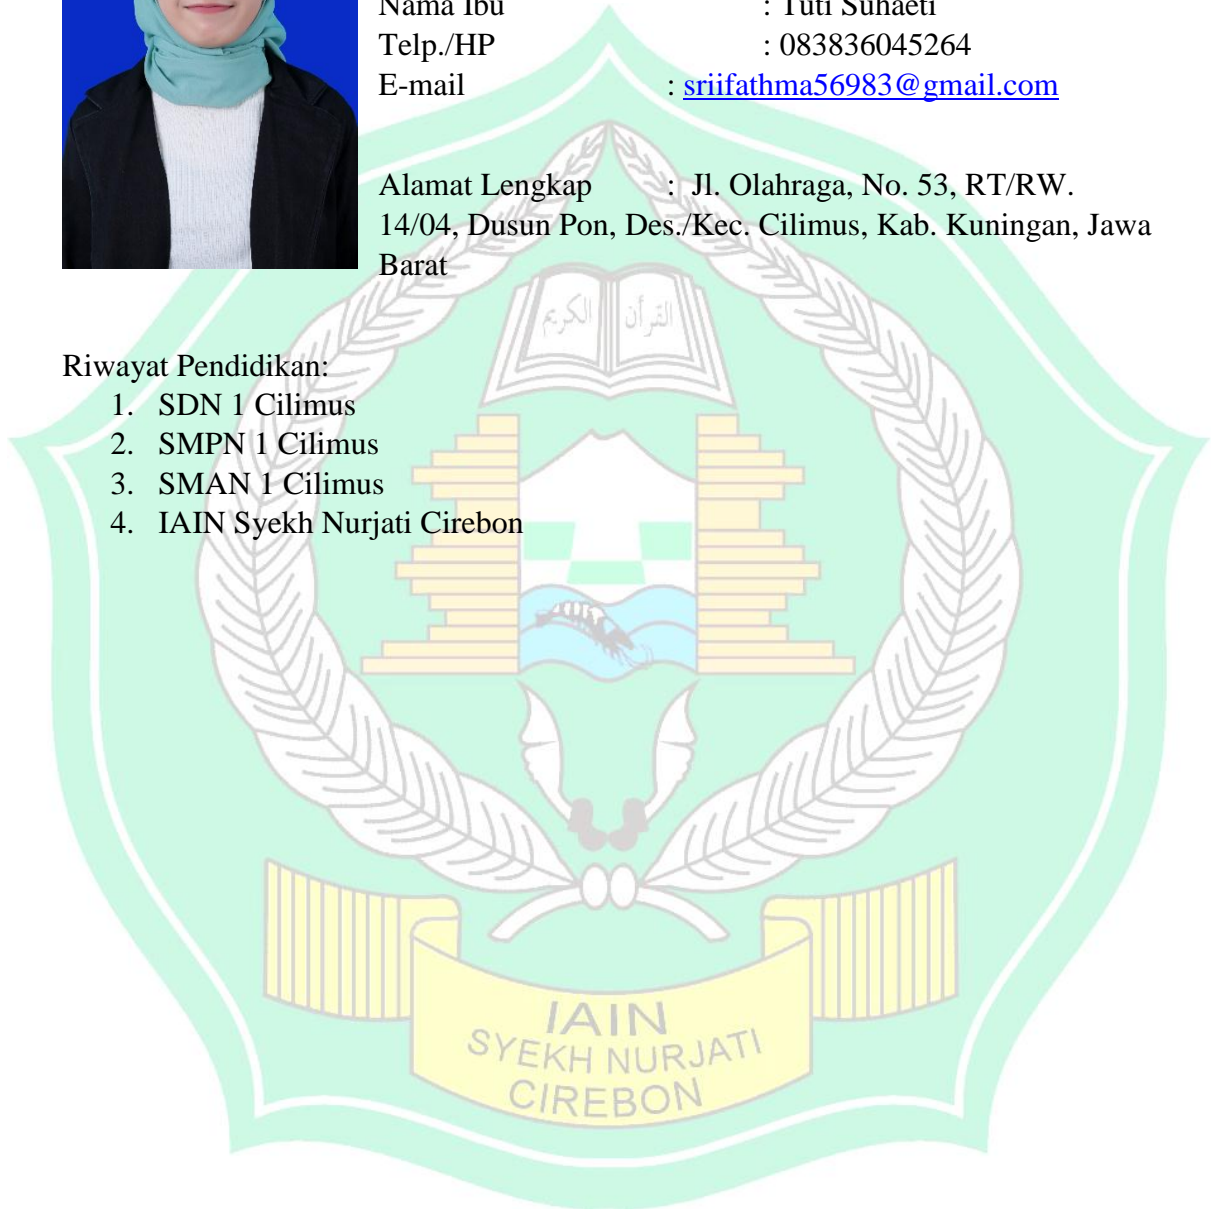 Nama Ibu : Tuti Suhaeti
Telp./HP : 083836045264
E-mail : sriifathma56983@gmail.com
Alamat Lengkap : Jl. Olahraga, No. 53, RT/RW.
14/04, Dusun Pon, Des./Kec. Cilimus, Kab. Kuningan, Jawa
Barat
القرأن الكريم
Riwayat Pendidikan:
1. SDN 1 Cilimus
2. SMPN 1 Cilimus
3. SMAN 1 Cilimus
4. IAIN Syekh Nurjati Cirebon
IAIN
SYEKH NURJATI
CIREBON